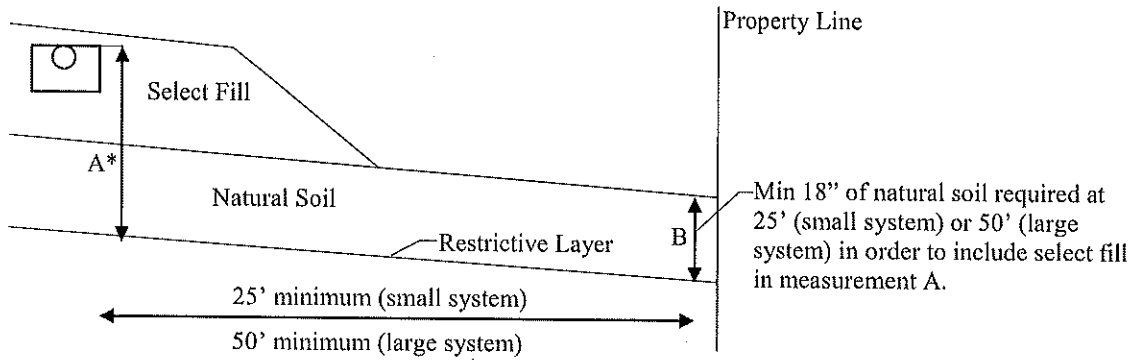 Property Line
Select Fill
A*
Natural Soil
Min 18” of natural soil required at
25’ (small system) or 50’ (large
system) in order to include select fill
in measurement A.
B
Restrictive Layer
25’ minimum (small system)
50’ minimum (large system)